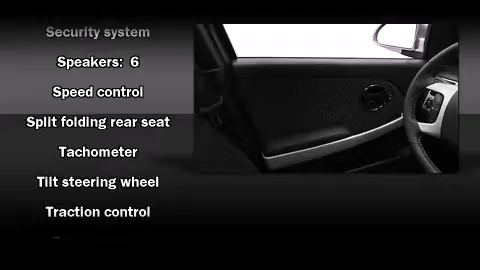 Security system
Speakers:  6
Speed control
Split folding rear seat
Tachometer
Tilt steering wheel
Traction control